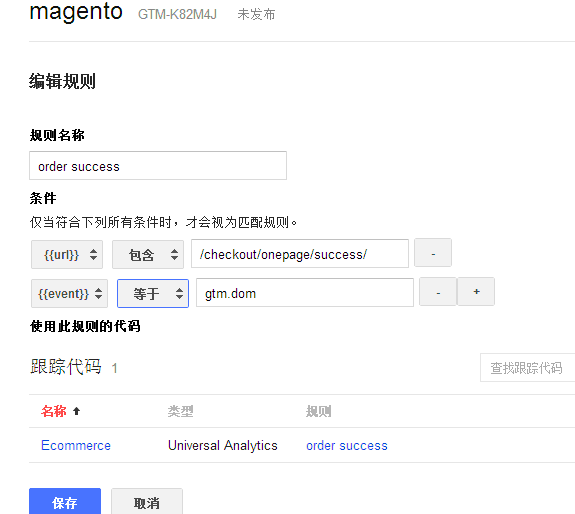 magento GTM-K82M4J 未发布
编辑规则
规则名称
order success
条件
仅当符合下列所有条件时，才会视为匹配规则。
{{url}} 包含 /checkout/onepage/success/ -
{{event}} 等于 gtm.dom - +
使用此规则的代码
跟踪代码 1 查找跟踪代码
名称 类型 规则
Ecommerce Universal Analytics order success
保存 取消